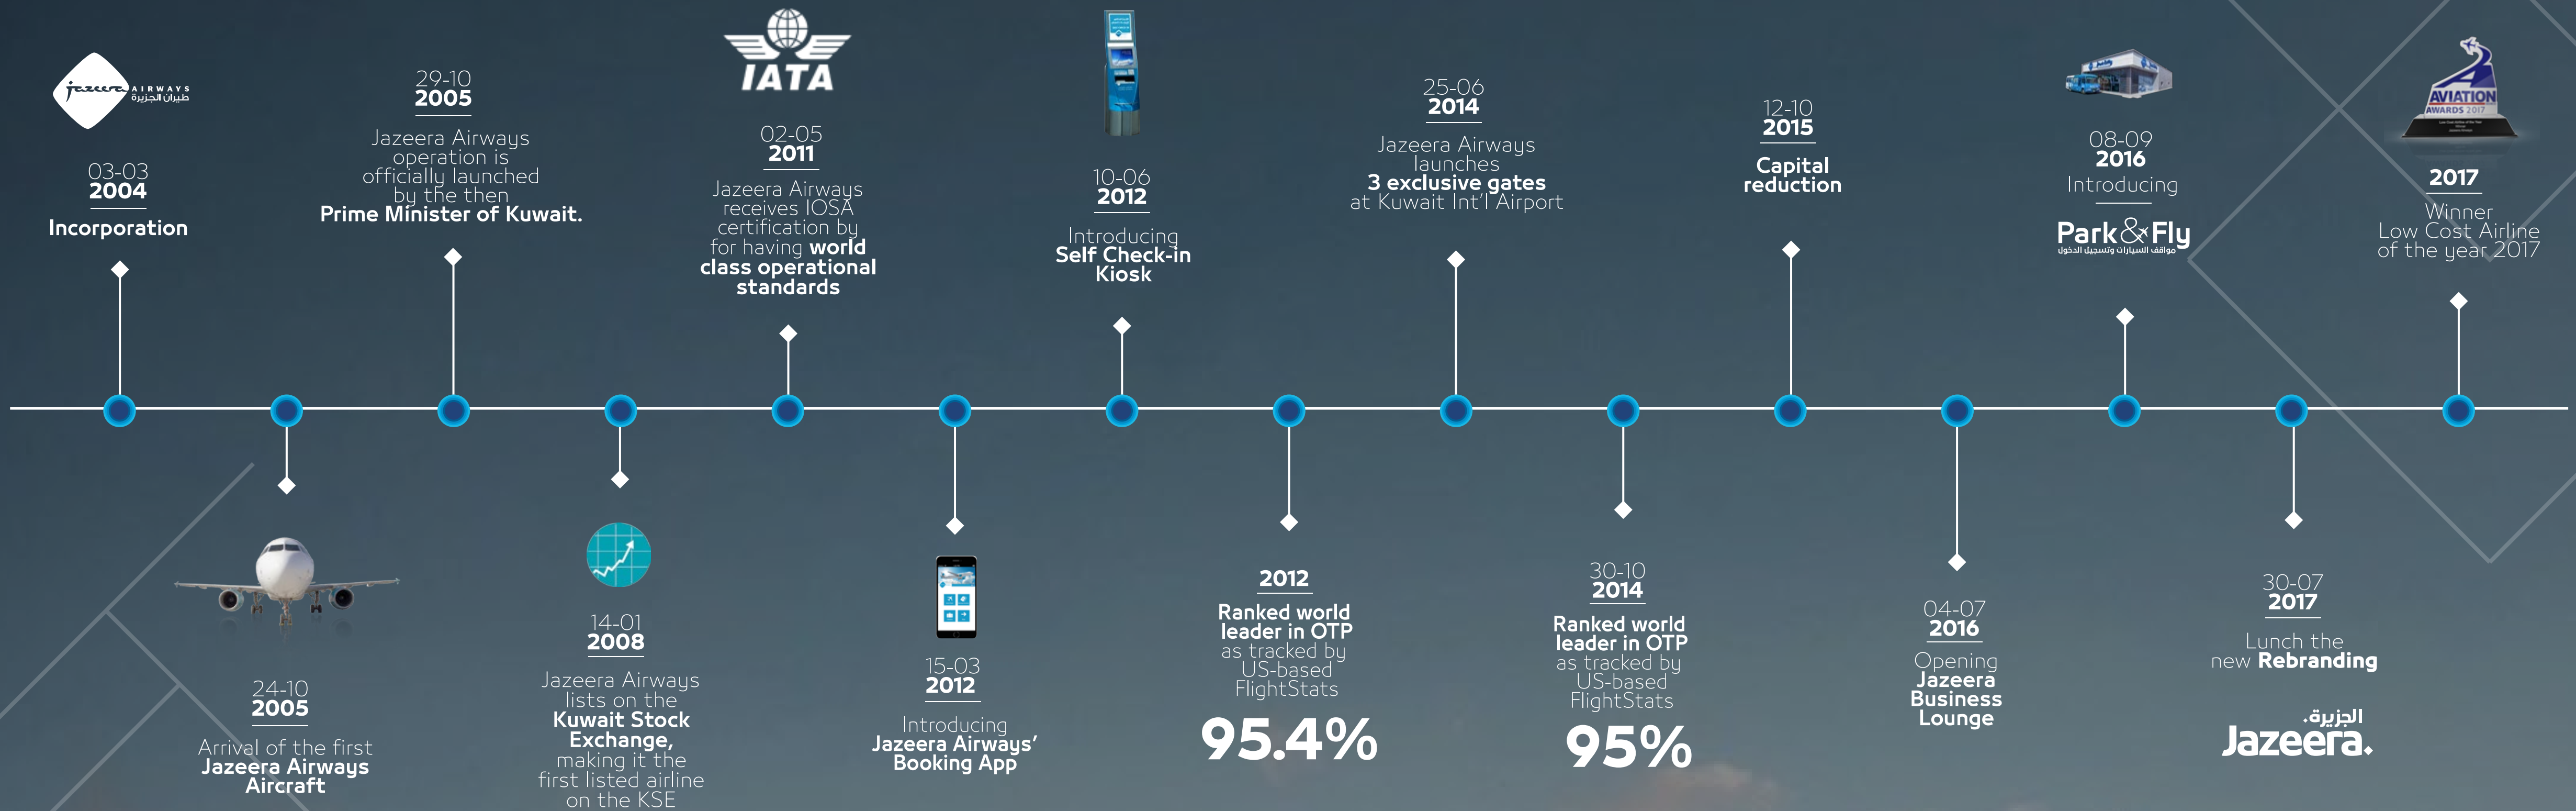 jazeera AIRWAYS
طيران الجزيرة
03-03
2004
Incorporation
24-10
2005
Arrival of the first
Jazeera Airways
Aircraft
29-10
2005
Jazeera Airways
operation is
officially launched
by the then
Prime Minister of Kuwait.
14-01
2008
Jazeera Airways
lists on the
Kuwait Stock
Exchange,
making it the
first listed airline
on the KSE
IATA
02-05
2011
Jazeera Airways
receives IOSA
certification by
for having world
class operational
standards
15-03
2012
Introducing
Jazeera Airways’
Booking App
10-06
2012
Introducing
Self Check-in
Kiosk
2012
Ranked world
leader in OTP
as tracked by
US-based
FlightStats
95.4%
25-06
2014
Jazeera Airways
launches
3 exclusive gates
at Kuwait Int’l Airport
30-10
2014
Ranked world
leader in OTP
as tracked by
US-based
FlightStats
95%
12-10
2015
Capital
reduction
04-07
2016
Opening
Jazeera
Business
Lounge
08-09
2016
Introducing
Park&Fly
مواقف السيارات وتسجيل الدخول
30-07
2017
Lunch the
new Rebranding
الجزيرة.
Jazeera.
AVIATION
AWARDS 2017
2017
Winner
Low Cost Airline
of the year 2017